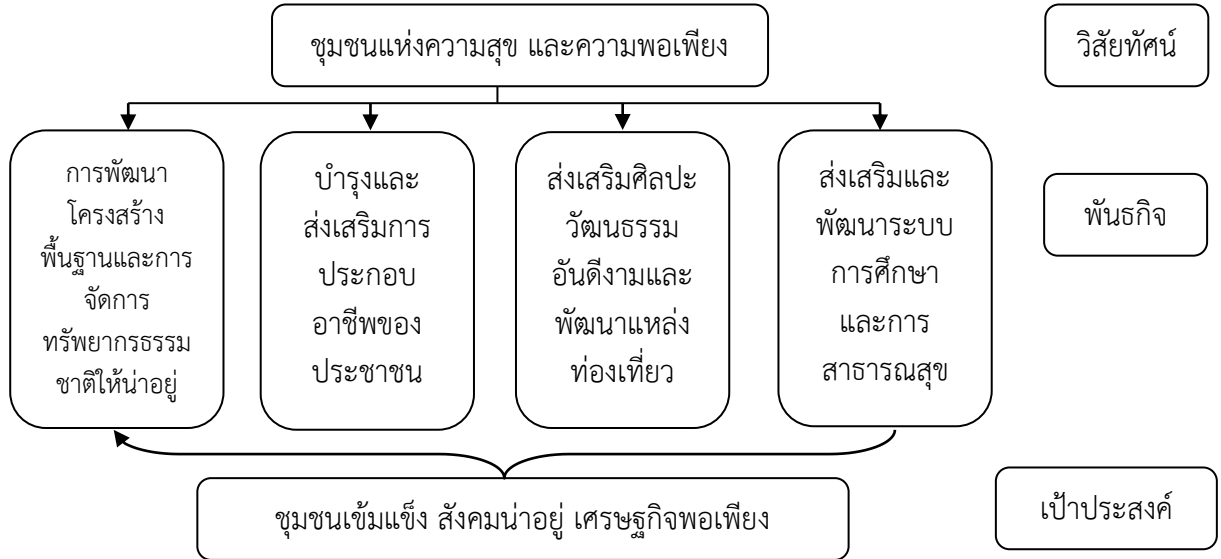 ชุมชนแห่งความสุข และความพอเพียง
วิสัยทัศน์
การพัฒนา
โครงสร้าง
พื้นฐานและการ
จัดการ
ทรัพยากรธรรม
ชาติให้น่าอยู่
บำรุงและ
ส่งเสริมการ
ประกอบ
อาชีพของ
ประชาชน
ส่งเสริมศิลปะ
วัฒนธรรม
อันดีงามและ
พัฒนาแหล่ง
ท่องเที่ยว
ส่งเสริมและ
พัฒนาระบบ
การศึกษา
และการ
สาธารณสุข
พันธกิจ
ชุมชนเข้มแข็ง สังคมน่าอยู่ เศรษฐกิจพอเพียง
เป้าประสงค์